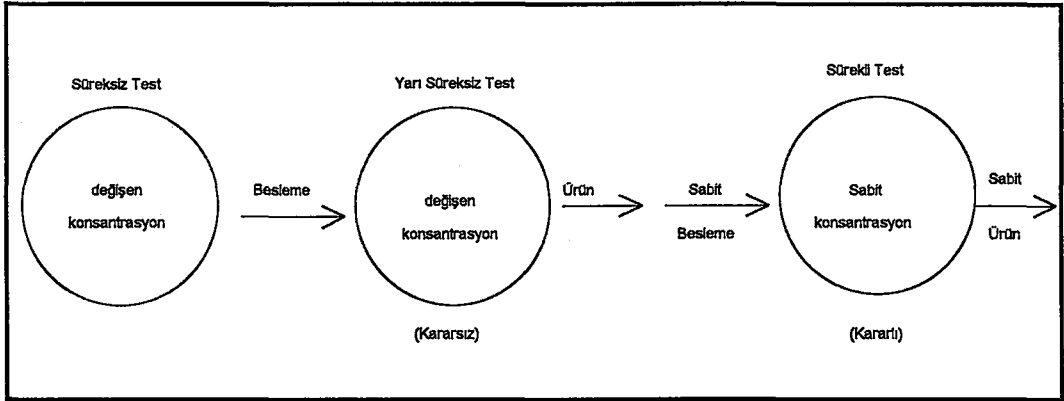 Süreksiz Test
değişen
konsantrasyon
Besleme
Yarı Süreksiz Test
değişen
konsantrasyon
(Kararsız)
Ürün
Sabit
Besleme
Sürekli Test
Sabit
konsantrasyon
(Kararlı)
Sabit
Ürün